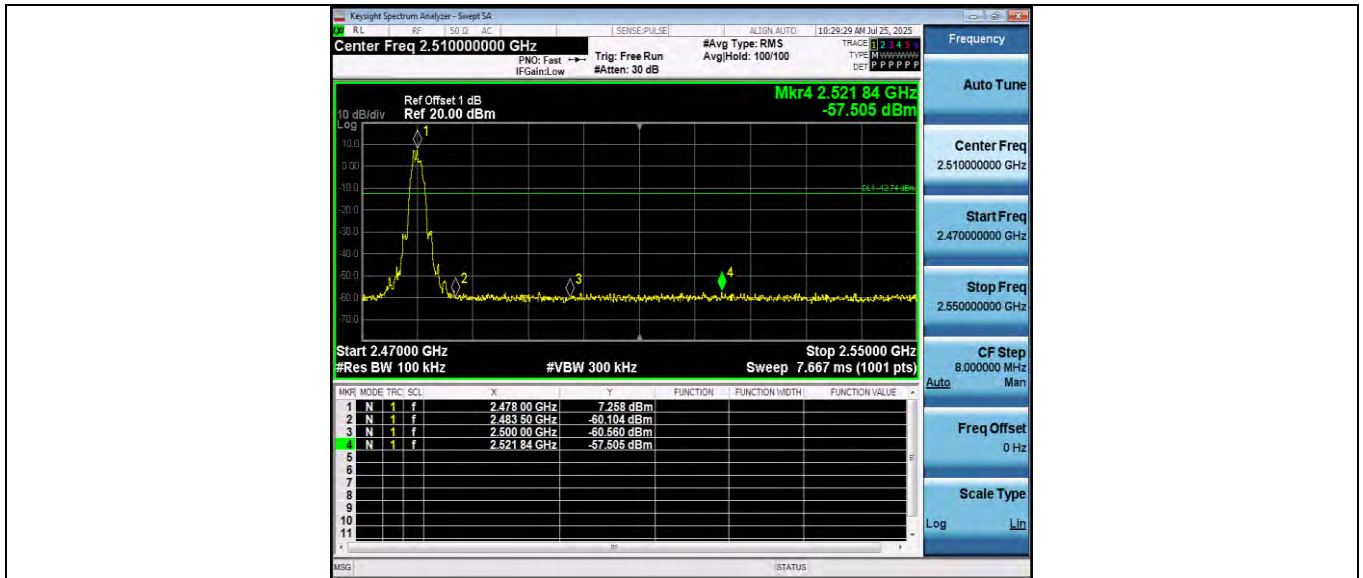 Keysight Spectrum Analyzer - Swept SA
RL RF 50 Ω AC SENSE:PULSE ALIGN AUTO 10:29:29 AM Jul 25, 2025
Center Freq 2.510000000 GHz
PNO: Fast
IFGain:Low
Trig: Free Run
#Atten: 30 dB
#Avg Type: RMS
Avg|Hold: 100/100
TRACE 1 2 3 4 5 6
TYPE M
DET P P P P P P
Mkr4 2.521 84 GHz
-57.505 dBm
Ref Offset 1 dB
10 dB/div Ref 20.00 dBm
Log
10.0
0.00
-10.0
-20.0
-30.0
-40.0
-50.0
-60.0
-70.0
1
2
3
4
DL1 -12.74 dBm
Start 2.47000 GHz Stop 2.55000 GHz
#Res BW 100 kHz #VBW 300 kHz Sweep 7.667 ms (1001 pts)
MKR MODE TRC SCL X Y FUNCTION FUNCTION WIDTH FUNCTION VALUE
1 N 1 f 2.478 00 GHz 7.258 dBm
2 N 1 f 2.483 50 GHz -60.104 dBm
3 N 1 f 2.500 00 GHz -60.560 dBm
4 N 1 f 2.521 84 GHz -57.505 dBm
5
6
7
8
9
10
11
MSG STATUS
Frequency
Auto Tune
Center Freq
2.510000000 GHz
Start Freq
2.470000000 GHz
Stop Freq
2.550000000 GHz
CF Step
8.000000 MHz
Auto Man
Freq Offset
0 Hz
Scale Type
Log Lin